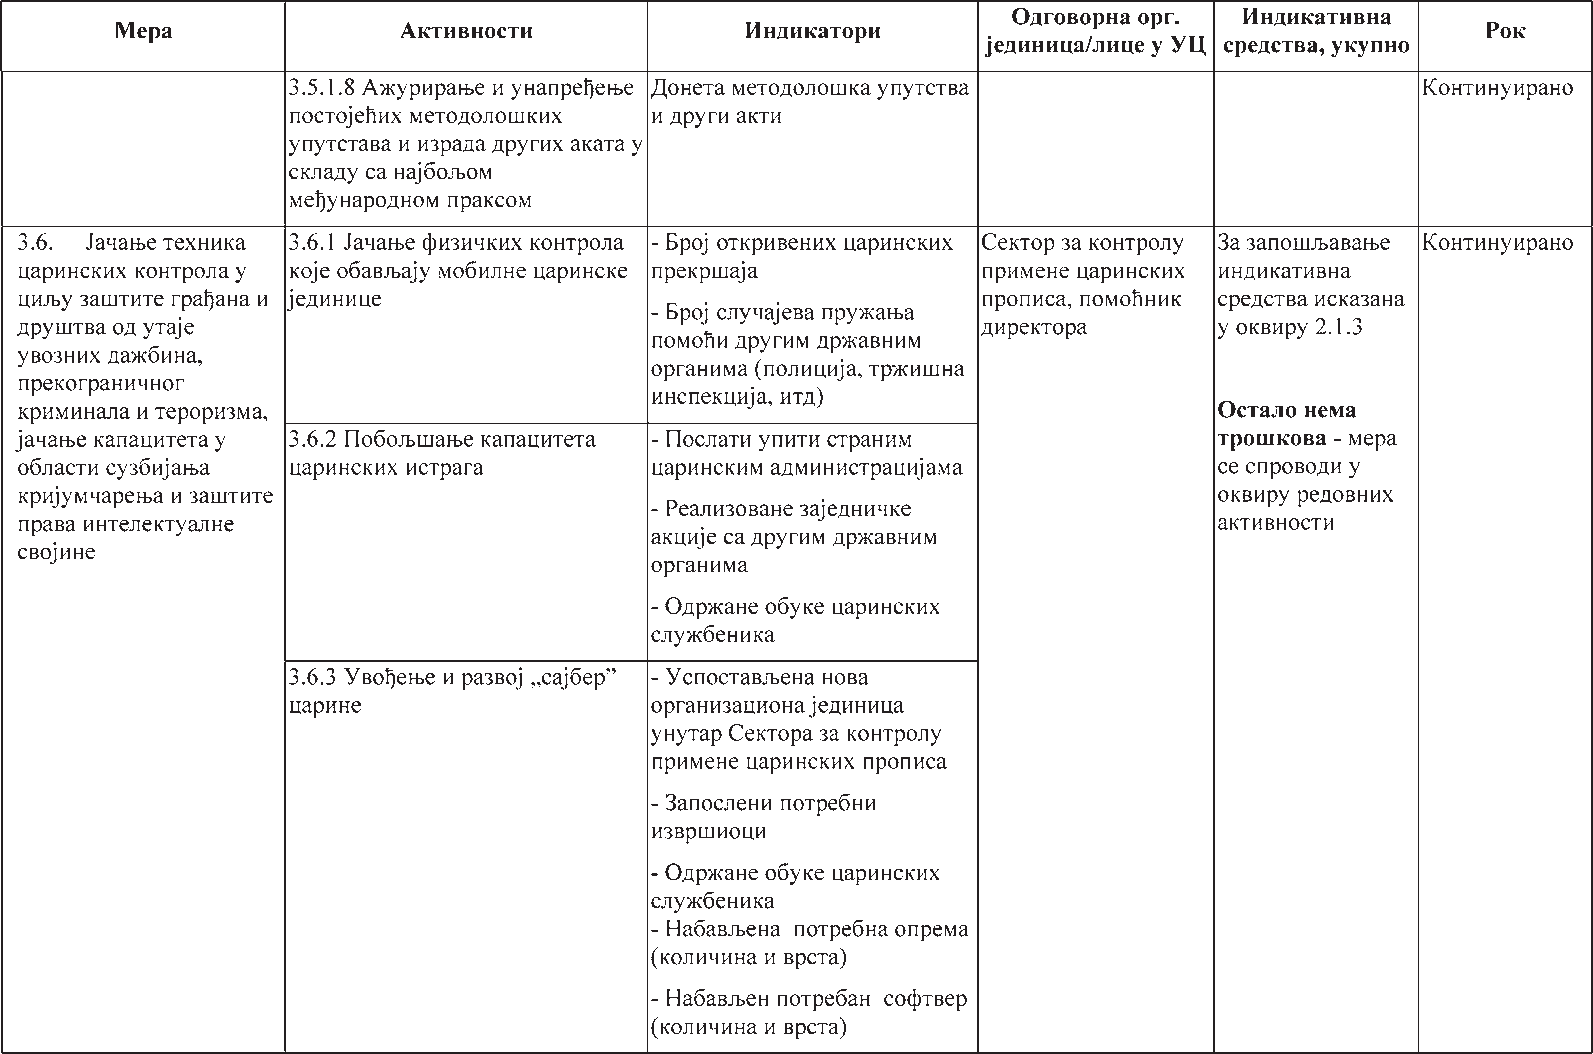 Мера
Активности
Индикатори
Одговорна орг.
јединица/лице у УЦ
Индикативна
средства, укупно
Рок
3.5.1.8 Ажурирање и унапређење
постојећих методолошких
упутстава и израда других аката у
складу са најбољом
међународном праксом
Донета методолошка упутства
и други акти
Континуирано
3.6. Јачање техника
царинских контрола у
циљу заштите грађана и
друштва од утаје
увозних дажбина,
прекограничног
криминала и тероризма,
јачање капацитета у
области сузбијања
кријумчарења и заштите
права интелектуалне
својине
3.6.1 Јачање физичких контрола
које обављају мобилне царинске
јединице
- Број откривених царинских
прекршаја
- Број случајева пружања
помоћи другим државним
органима (полиција, тржишна
инспекција, итд)
Сектор за контролу
примене царинских
прописа, помоћник
директора
За запошљавање
индикативна
средства исказана
у оквиру 2.1.3
Остало нема
трошкова - мера
се спроводи у
оквиру редовних
активности
Континуирано
3.6.2 Побољшање капацитета
царинских истрага
- Послати упити страним
царинским администрацијама
- Реализоване заједничке
акције са другим државним
органима
- Одржане обуке царинских
службеника
3.6.3 Увођење и развој „сајбер”
царине
- Успостављена нова
организациона јединица
унутар Сектора за контролу
примене царинских прописа
- Запослени потребни
извршиоци
- Одржане обуке царинских
службеника
- Набављена потребна опрема
(количина и врста)
- Набављен потребан софтвер
(количина и врста)